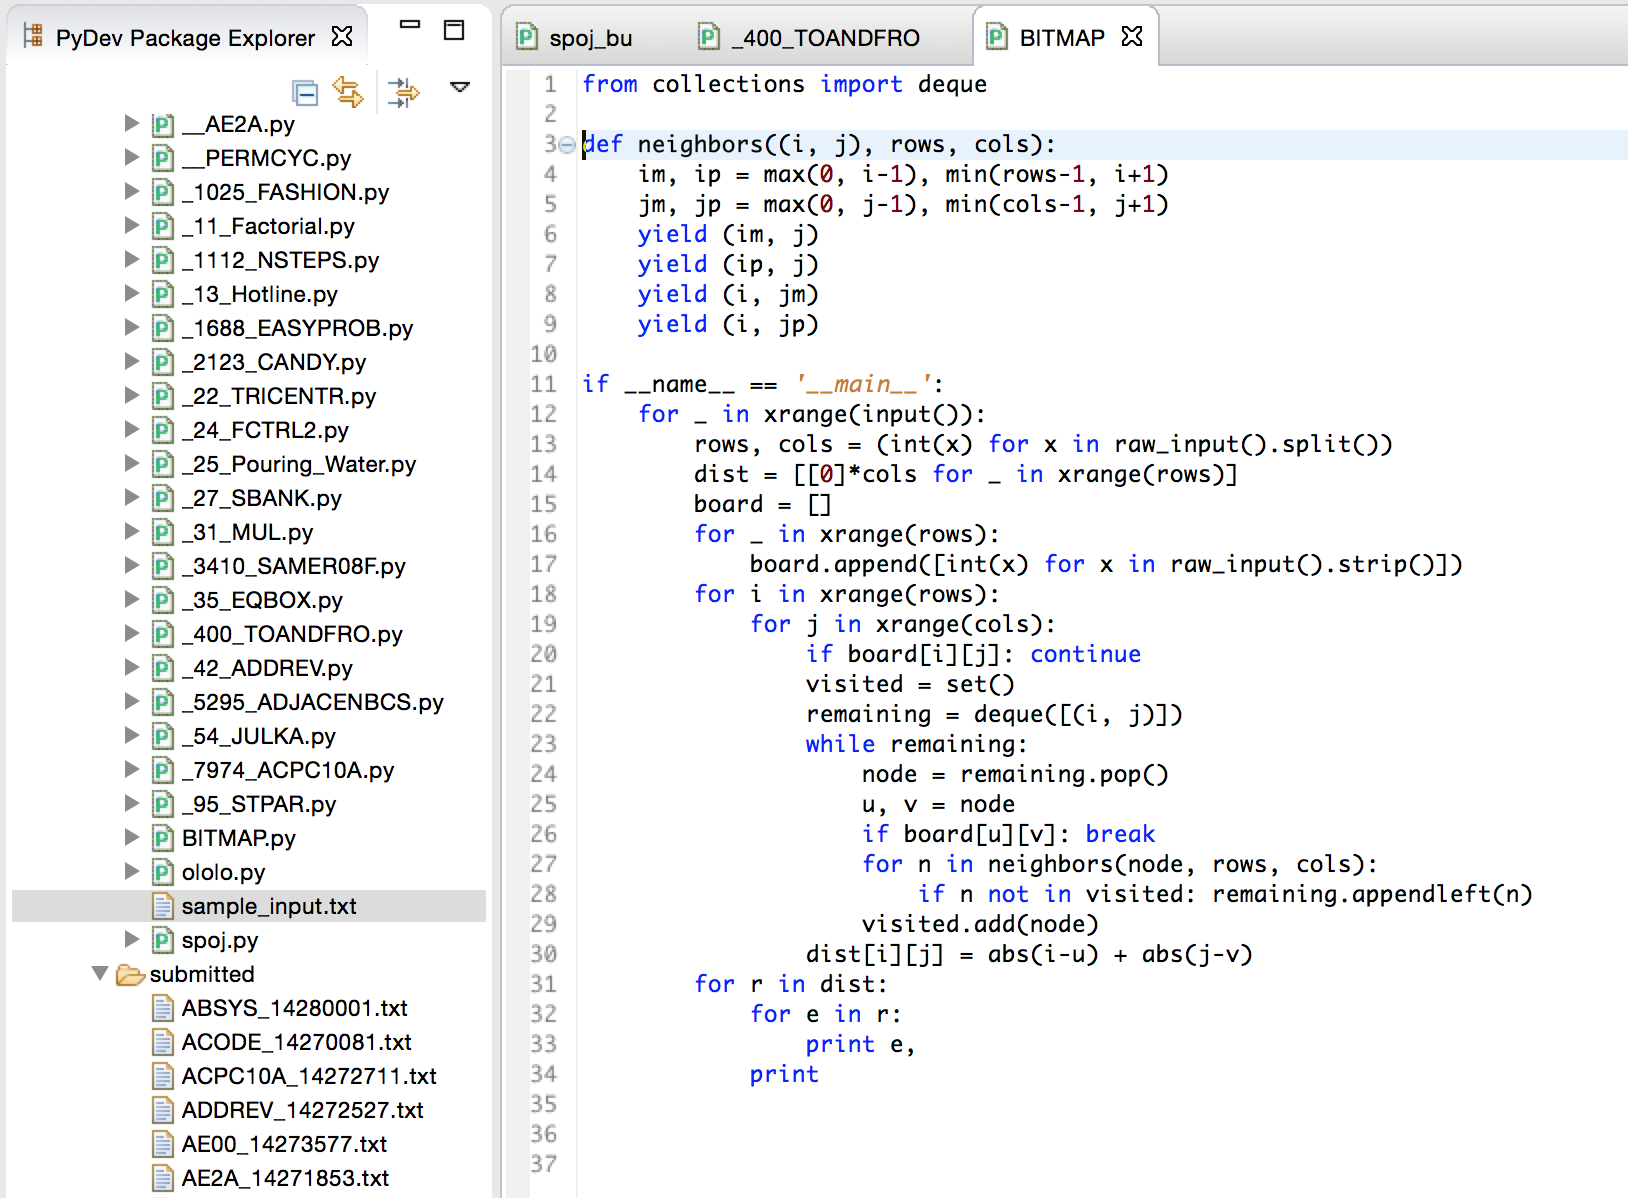 PyDev Package Explorer
__AE2A.py
__PERMCYC.py
_1025_FASHION.py
_11_Factorial.py
_1112_NSTEPS.py
_13_Hotline.py
_1688_EASYPROB.py
_2123_CANDY.py
_22_TRICENTR.py
_24_FCTRL2.py
_25_Pouring_Water.py
_27_SBANK.py
_31_MUL.py
_3410_SAMER08F.py
_35_EQBOX.py
_400_TOANDFRO.py
_42_ADDREV.py
_5295_ADJACENBCS.py
_54_JULKA.py
_7974_ACPC10A.py
_95_STPAR.py
BITMAP.py
ololo.py
sample_input.txt
spoj.py
submitted
ABSYS_14280001.txt
ACODE_14270081.txt
ACPC10A_14272711.txt
ADDREV_14272527.txt
AE00_14273577.txt
AE2A_14271853.txt
spoj_bu _400_TOANDFRO BITMAP
1 from collections import deque
2
3 def neighbors((i, j), rows, cols):
4     im, ip = max(0, i-1), min(rows-1, i+1)
5     jm, jp = max(0, j-1), min(cols-1, j+1)
6     yield (im, j)
7     yield (ip, j)
8     yield (i, jm)
9     yield (i, jp)
10
11 if __name__ == '__main__':
12     for _ in xrange(input()):
13         rows, cols = (int(x) for x in raw_input().split())
14         dist = [[0]*cols for _ in xrange(rows)]
15         board = []
16         for _ in xrange(rows):
17             board.append([int(x) for x in raw_input().strip()])
18         for i in xrange(rows):
19             for j in xrange(cols):
20                 if board[i][j]: continue
21                 visited = set()
22                 remaining = deque([(i, j)])
23                 while remaining:
24                     node = remaining.pop()
25                     u, v = node
26                     if board[u][v]: break
27                     for n in neighbors(node, rows, cols):
28                         if n not in visited: remaining.appendleft(n)
29                     visited.add(node)
30                 dist[i][j] = abs(i-u) + abs(j-v)
31         for r in dist:
32             for e in r:
33                 print e,
34             print
35
36
37